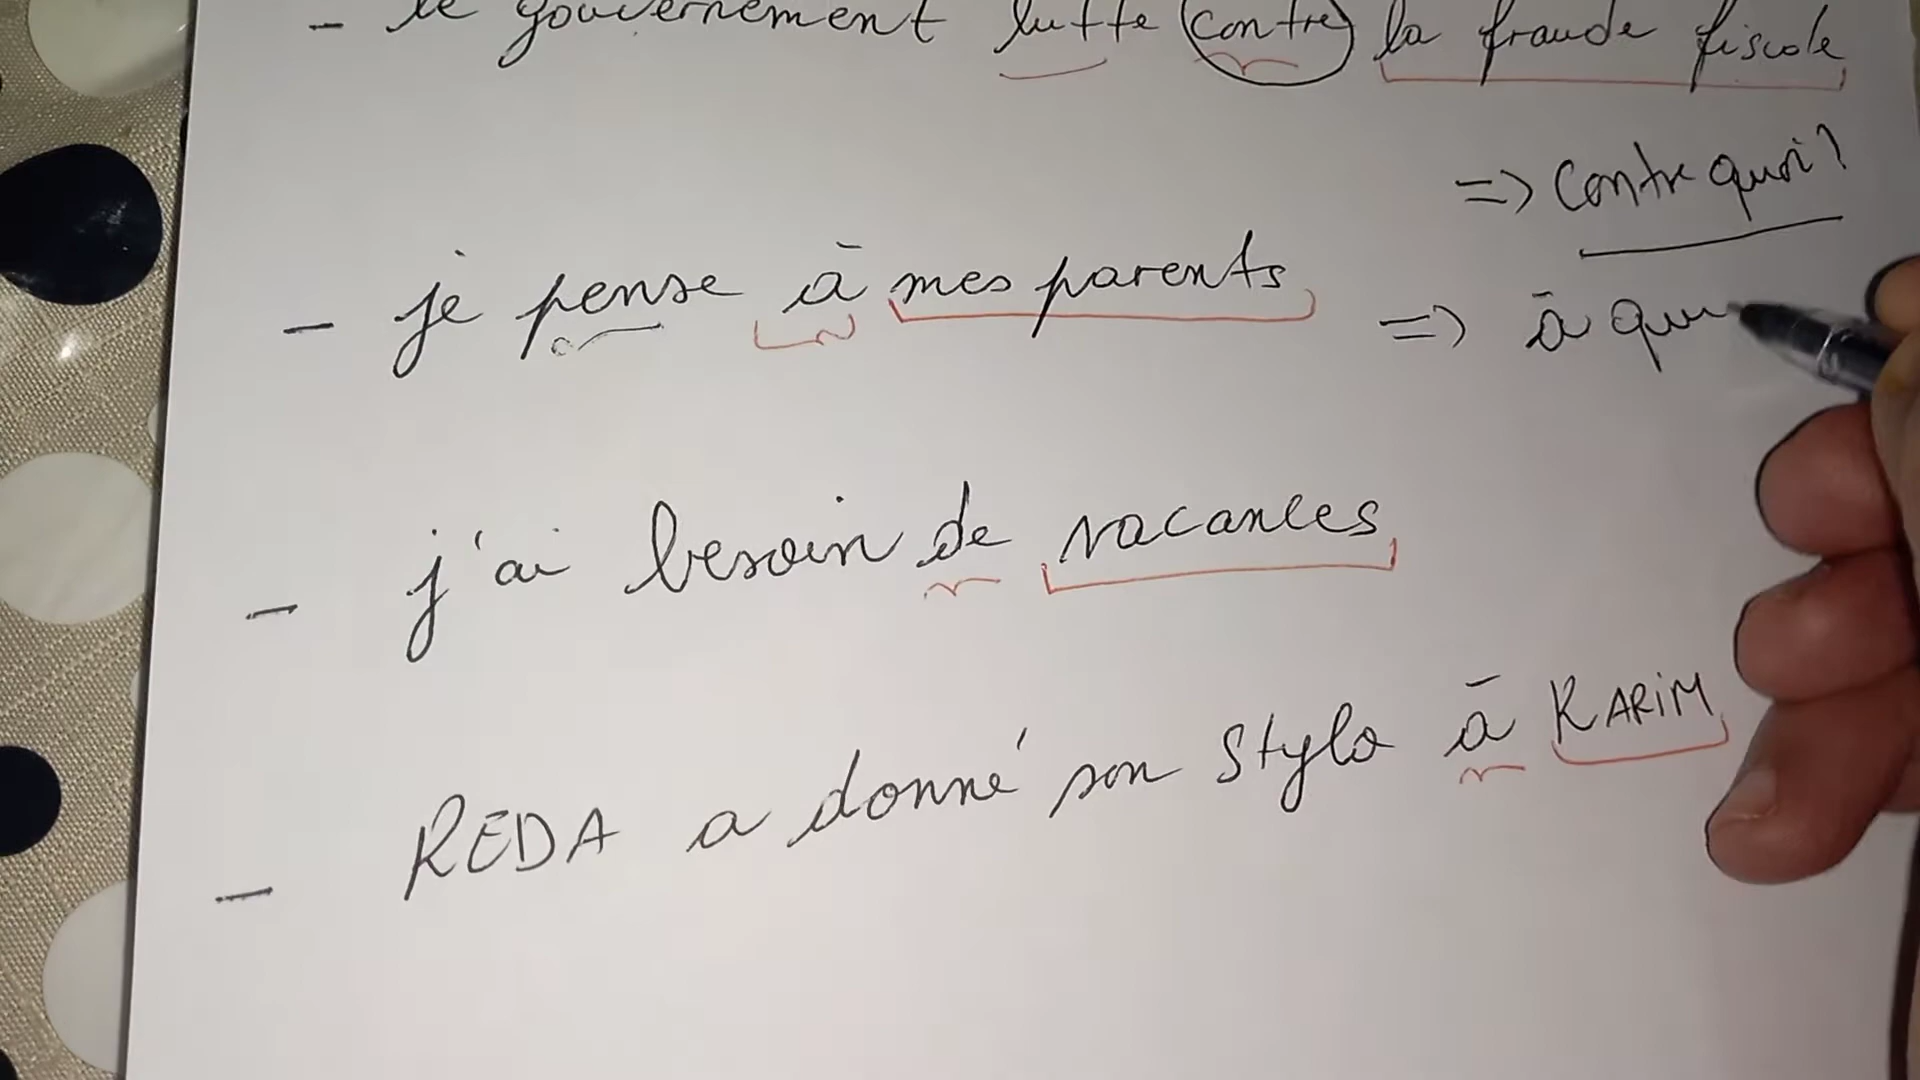 - le gouvernement lutte contre la fraude fiscale
=> Contre quoi?
- je pense à mes parents => à qui
- j'ai besoin de vacances
- REDA a donné son stylo à KARIM